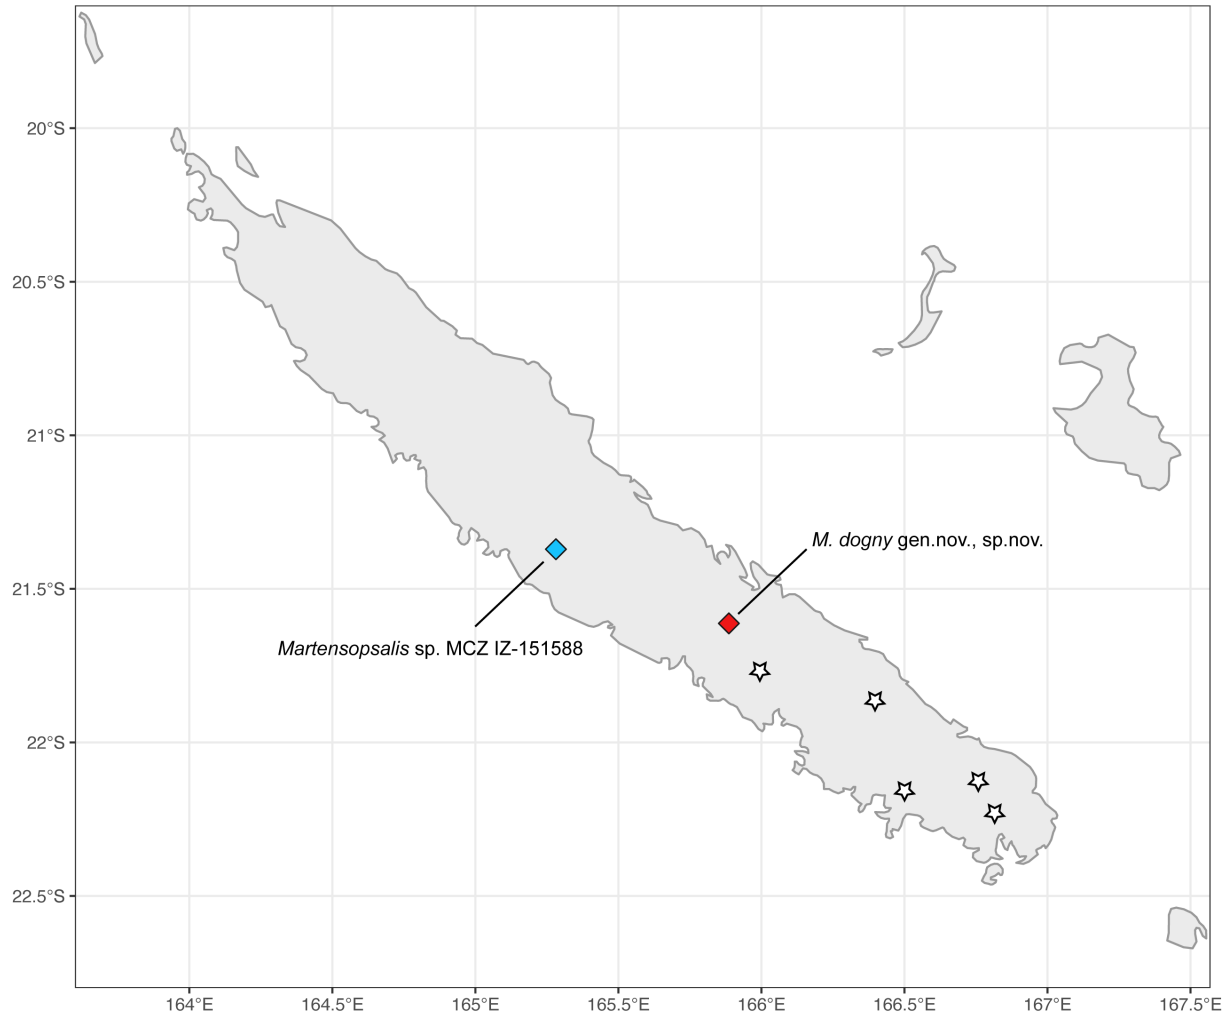 20°S
20.5°S
21°S
M. dogny gen.nov., sp.nov.
21.5°S
Martensopsalis sp. MCZ IZ-151588
22°S
22.5°S
164°E
164.5°E
165°E
165.5°E
166°E
166.5°E
167°E
167.5°E